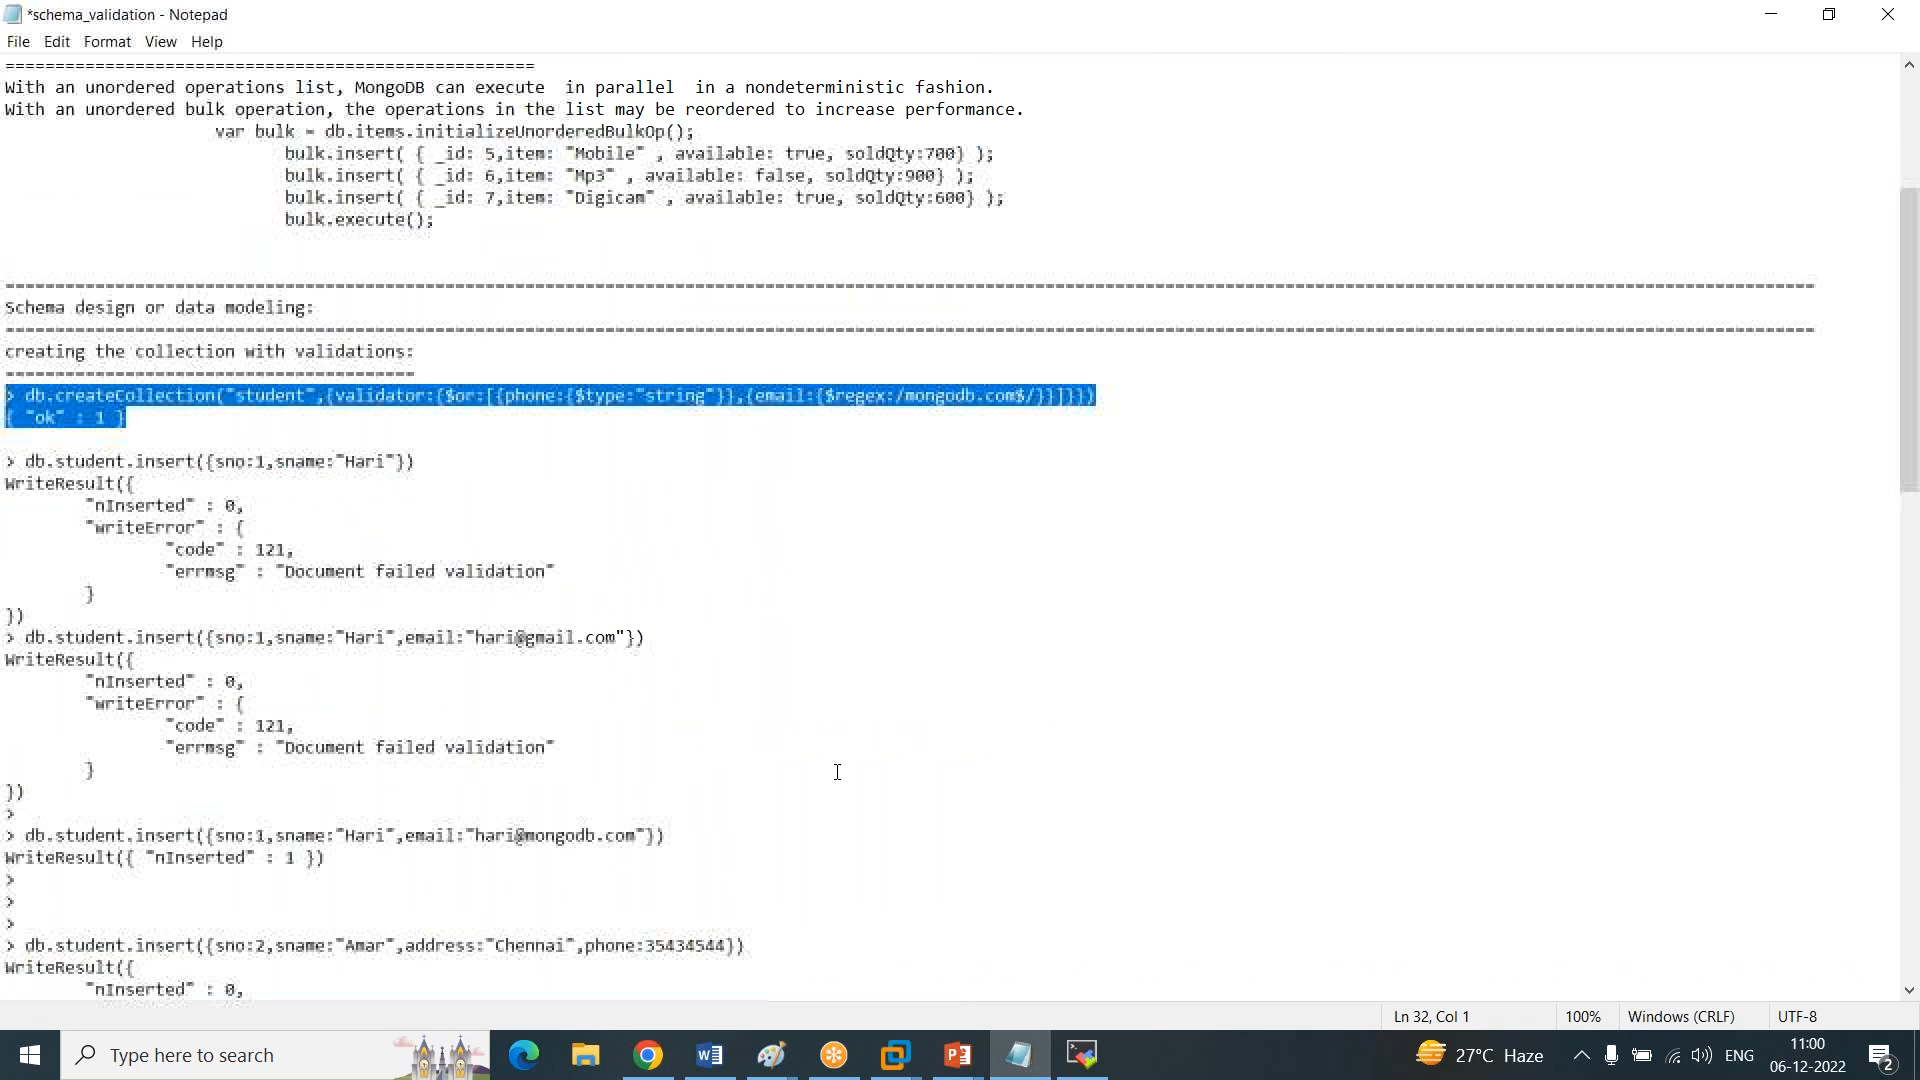 *schema_validation - Notepad
File Edit Format View Help
=====================================================
With an unordered operations list, MongoDB can execute  in parallel  in a nondeterministic fashion.
With an unordered bulk operation, the operations in the list may be reordered to increase performance.
var bulk = db.items.initializeUnorderedBulkOp();
bulk.insert( { _id: 5,item: "Mobile" , available: true, soldQty:700} );
bulk.insert( { _id: 6,item: "Mp3" , available: false, soldQty:900} );
bulk.insert( { _id: 7,item: "Digicam" , available: true, soldQty:600} );
bulk.execute();
Schema design or data modeling:
creating the collection with validations:
=========================================
> db.createCollection("student",{validator:{$or:[{phone:{$type:"string"}},{email:{$regex:/mongodb.com$/}}]}})
{ "ok" : 1 }
> db.student.insert({sno:1,sname:"Hari"})
WriteResult({
"nInserted" : 0,
"writeError" : {
"code" : 121,
"errmsg" : "Document failed validation"
}
})
> db.student.insert({sno:1,sname:"Hari",email:"hari@gmail.com"})
WriteResult({
"nInserted" : 0,
"writeError" : {
"code" : 121,
"errmsg" : "Document failed validation"
}
})
>
> db.student.insert({sno:1,sname:"Hari",email:"hari@mongodb.com"})
WriteResult({ "nInserted" : 1 })
>
>
>
> db.student.insert({sno:2,sname:"Amar",address:"Chennai",phone:35434544})
WriteResult({
"nInserted" : 0,
Ln 32, Col 1 100% Windows (CRLF) UTF-8
Type here to search 27°C Haze ENG 11:00
06-12-2022 2